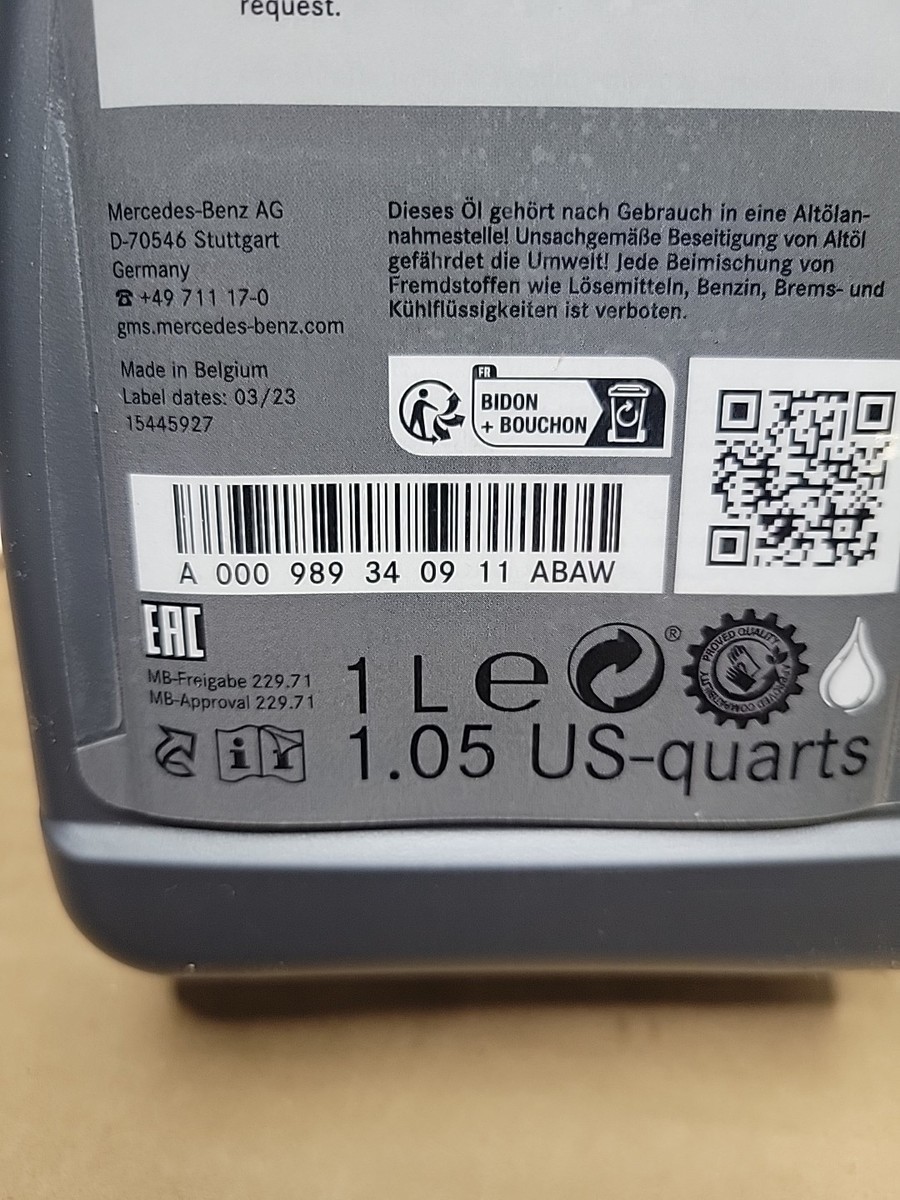 request.
Mercedes-Benz AG
D-70546 Stuttgart
Germany
☎ +49 711 17-0
gms.mercedes-benz.com
Made in Belgium
Label dates: 03/23
15445927
Dieses Öl gehört nach Gebrauch in eine Altölan-
nahmestelle! Unsachgemäße Beseitigung von Altöl
gefährdet die Umwelt! Jede Beimischung von
Fremdstoffen wie Lösemitteln, Benzin, Brems- und
Kühlflüssigkeiten ist verboten.
FR
BIDON
+ BOUCHON
A 000 989 34 09 11 ABAW
EAC
MB-Freigabe 229.71
MB-Approval 229.71
1 L e
®
PROVED QUALITY
APPROVED COMPATIBILITY
1.05 US-quarts